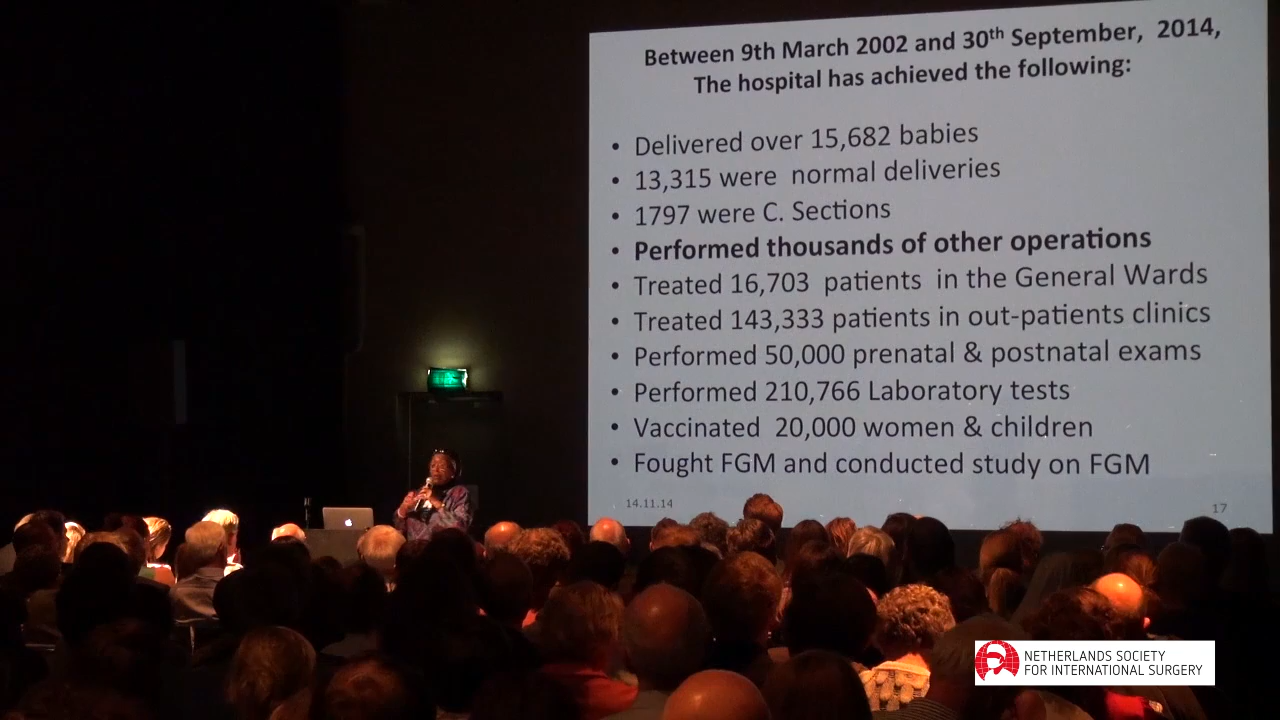 Between 9th March 2002 and 30th September, 2014,
The hospital has achieved the following:
• Delivered over 15,682 babies
• 13,315 were normal deliveries
• 1797 were C. Sections
• Performed thousands of other operations
• Treated 16,703 patients in the General Wards
• Treated 143,333 patients in out-patients clinics
• Performed 50,000 prenatal & postnatal exams
• Performed 210,766 Laboratory tests
• Vaccinated 20,000 women & children
• Fought FGM and conducted study on FGM
14.11.14
17
NETHERLANDS SOCIETY
FOR INTERNATIONAL SURGERY